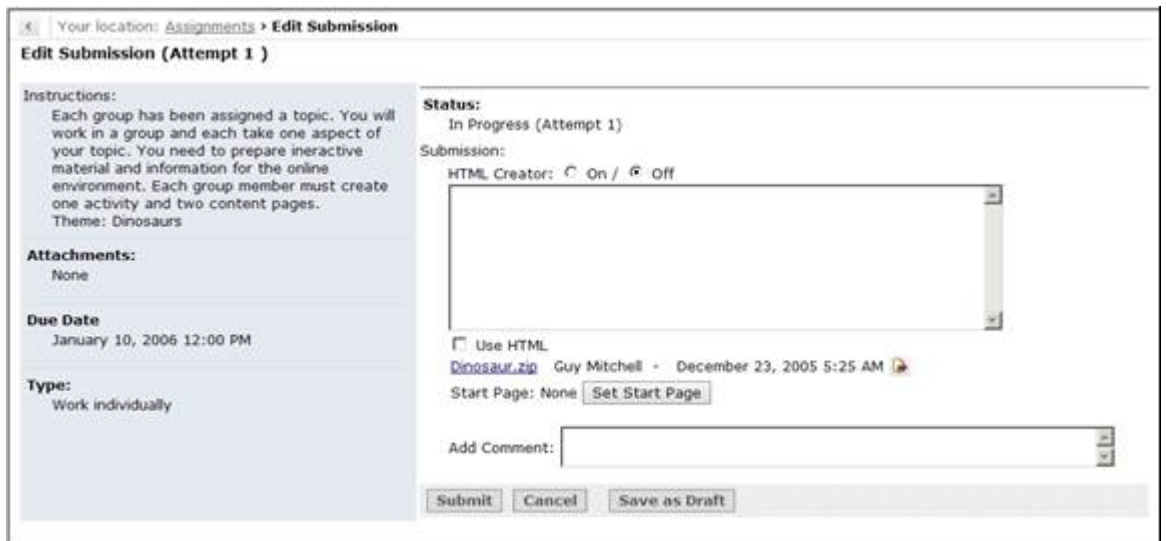 Your location: Assignments › Edit Submission
Edit Submission (Attempt 1 )
Instructions:
Each group has been assigned a topic. You will
work in a group and each take one aspect of
your topic. You need to prepare ineractive
material and information for the online
environment. Each group member must create
one activity and two content pages.
Theme: Dinosaurs
Attachments:
None
Due Date
January 10, 2006 12:00 PM
Type:
Work individually
Status:
In Progress (Attempt 1)
Submission:
HTML Creator: On / Off
Use HTML
Dinosaur.zip Guy Mitchell - December 23, 2005 5:25 AM
Start Page: None Set Start Page
Add Comment:
Submit Cancel Save as Draft